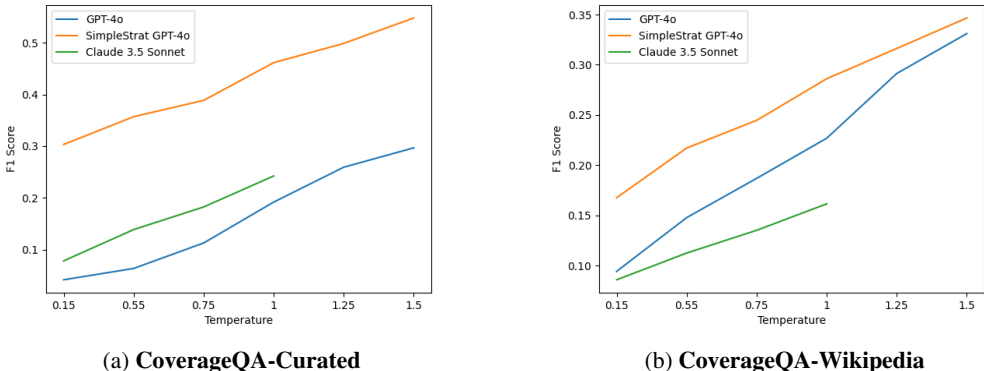 GPT-4o
SimpleStrat GPT-4o
Claude 3.5 Sonnet
0.5
0.4
0.3
0.2
0.1
F1 Score
0.15 0.55 0.75 1 1.25 1.5
Temperature
(a) CoverageQA-Curated
GPT-4o
SimpleStrat GPT-4o
Claude 3.5 Sonnet
0.35
0.30
0.25
0.20
0.15
0.10
F1 Score
0.15 0.55 0.75 1 1.25 1.5
Temperature
(b) CoverageQA-Wikipedia